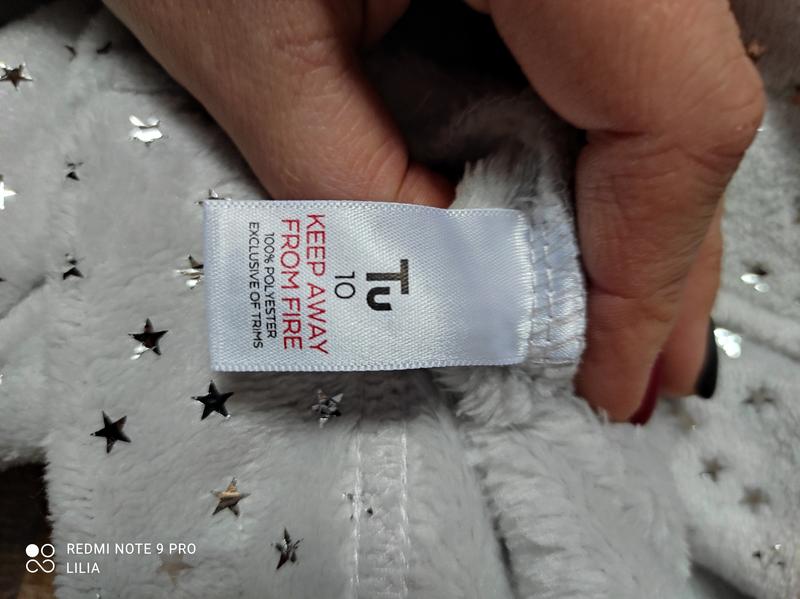 Tu
10
KEEP AWAY
FROM FIRE
100% POLYESTER
EXCLUSIVE OF TRIMS
REDMI NOTE 9 PRO
LILIA